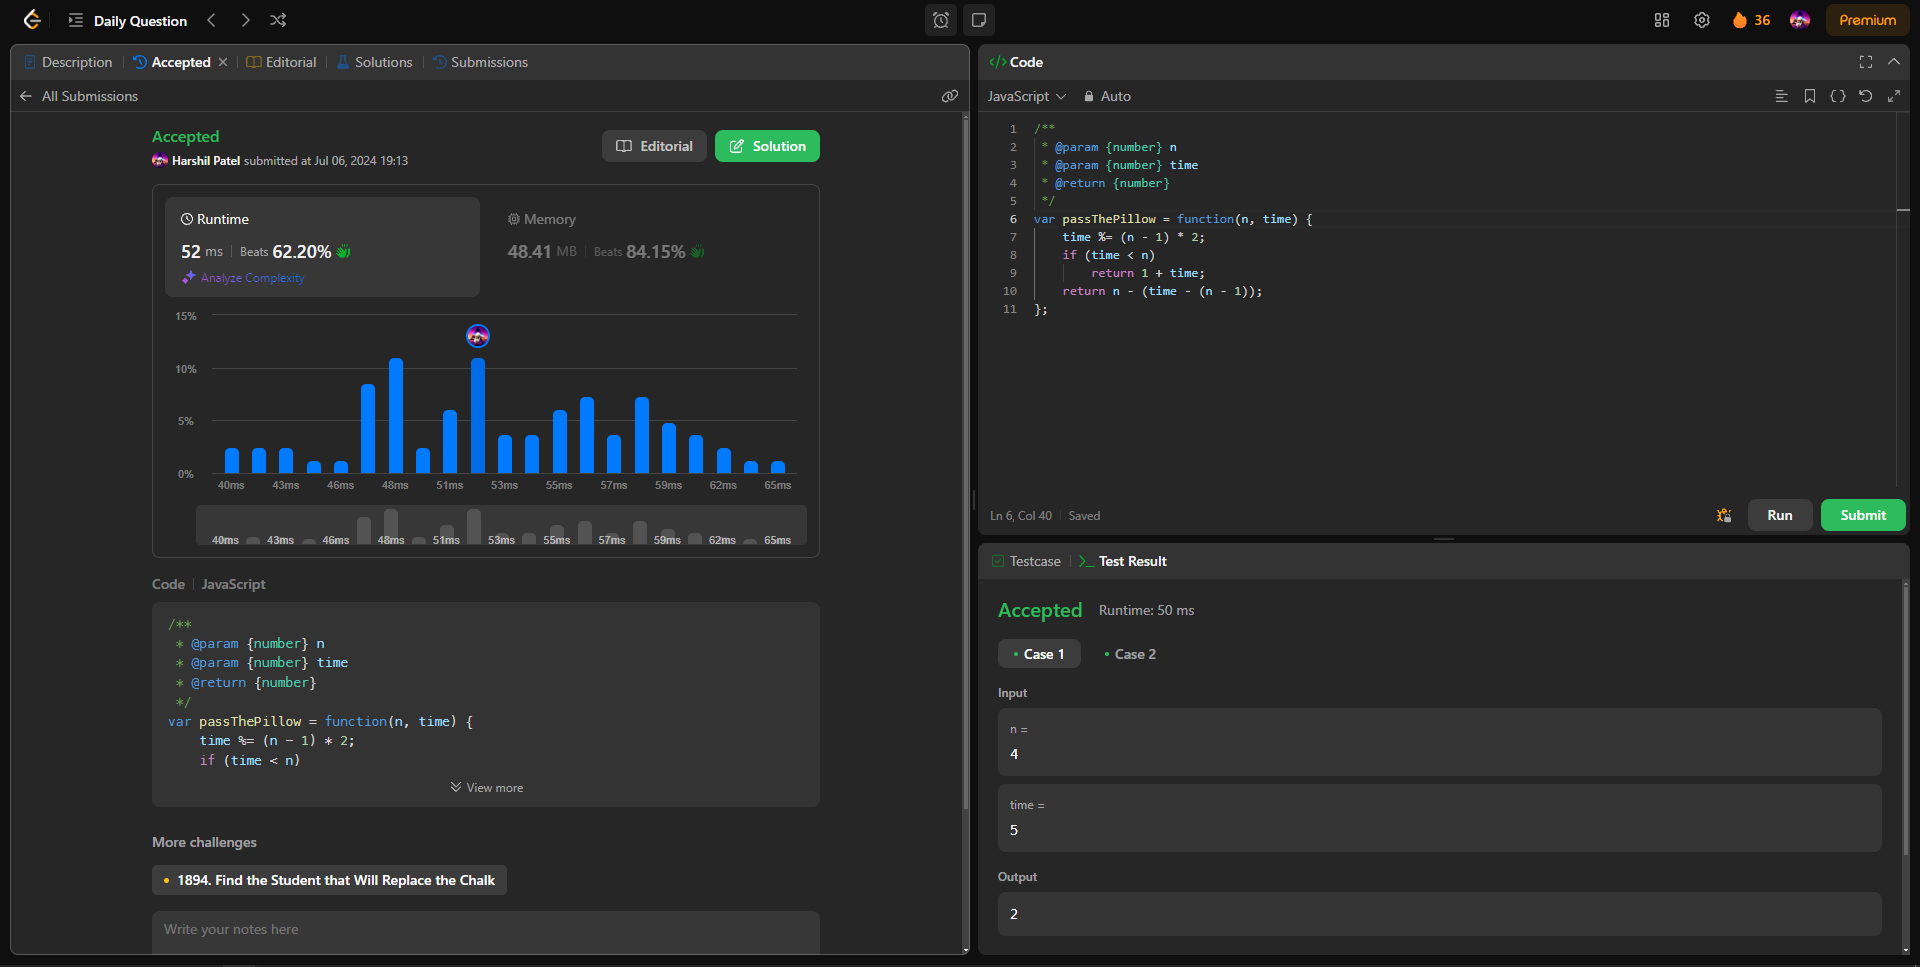 Daily Question
36
Premium
Description
Accepted
Editorial
Solutions
Submissions
All Submissions
Accepted
Harshil Patel submitted at Jul 06, 2024 19:13
Editorial
Solution
Runtime
52 ms
Beats 62.20%
Analyze Complexity
Memory
48.41 MB
Beats 84.15%
15%
10%
5%
0%
40ms 43ms 46ms 48ms 51ms 53ms 55ms 57ms 59ms 62ms 65ms
40ms 43ms 46ms 48ms 51ms 53ms 55ms 57ms 59ms 62ms 65ms
Code
JavaScript
/**
 * @param {number} n
 * @param {number} time
 * @return {number}
 */
var passThePillow = function(n, time) {
    time %= (n - 1) * 2;
    if (time < n)
View more
More challenges
1894. Find the Student that Will Replace the Chalk
Write your notes here
</> Code
JavaScript
Auto
1 /**
2  * @param {number} n
3  * @param {number} time
4  * @return {number}
5  */
6 var passThePillow = function(n, time) {
7     time %= (n - 1) * 2;
8     if (time < n)
9         return 1 + time;
10     return n - (time - (n - 1));
11 };
Ln 6, Col 40
Saved
Run
Submit
Testcase
Test Result
Accepted
Runtime: 50 ms
Case 1
Case 2
Input
n =
4
time =
5
Output
2